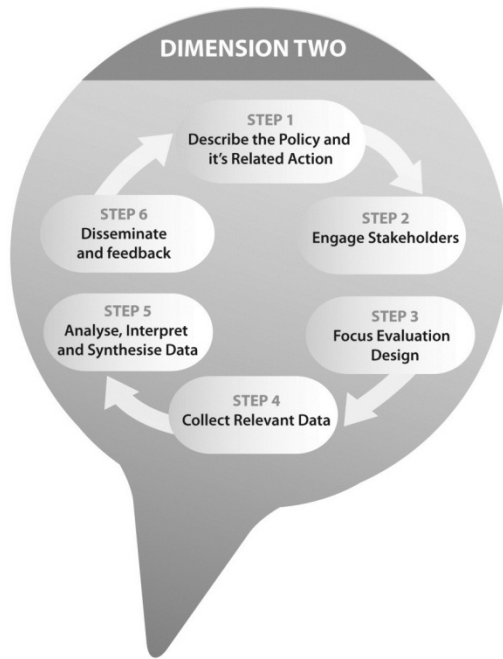 DIMENSION TWO
STEP 1
Describe the Policy and
it's Related Action
STEP 2
Engage Stakeholders
STEP 3
Focus Evaluation
Design
STEP 4
Collect Relevant Data
STEP 5
Analyse, Interpret
and Synthesise Data
STEP 6
Disseminate
and feedback